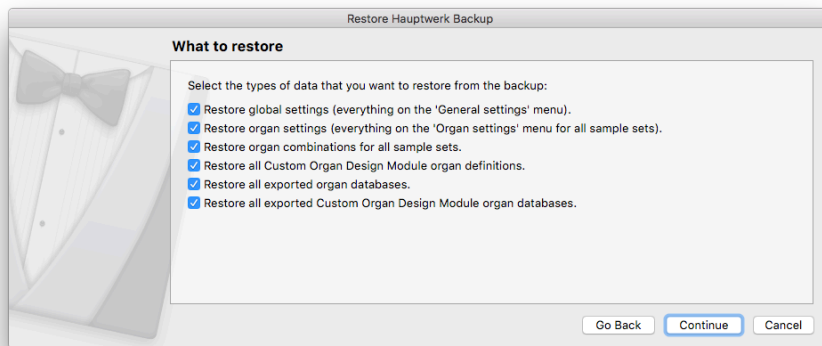 Restore Hauptwerk Backup
What to restore
Select the types of data that you want to restore from the backup:
Restore global settings (everything on the 'General settings' menu).
Restore organ settings (everything on the 'Organ settings' menu for all sample sets).
Restore organ combinations for all sample sets.
Restore all Custom Organ Design Module organ definitions.
Restore all exported organ databases.
Restore all exported Custom Organ Design Module organ databases.
Go Back Continue Cancel